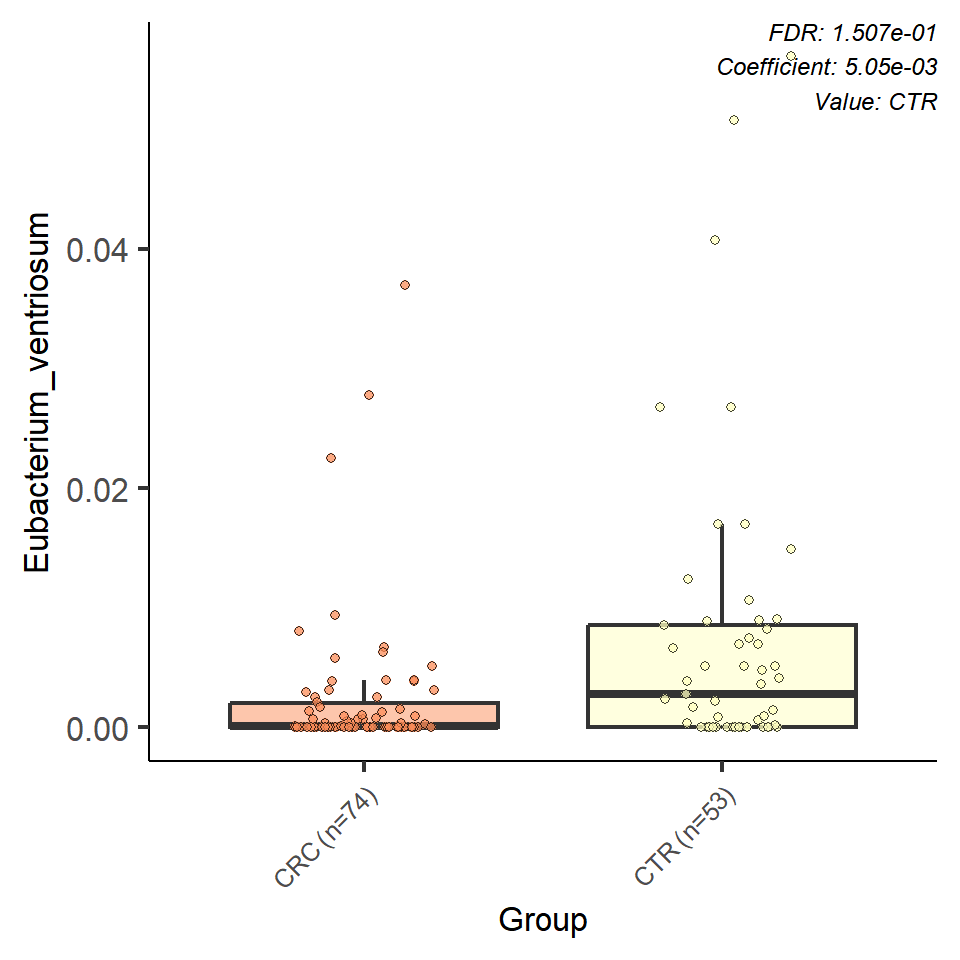 FDR: 1.507e-01
Coefficient: 5.05e-03
Value: CTR
Eubacterium_ventriosum
0.04
0.02
0.00
CRC (n=74)
CTR (n=53)
Group